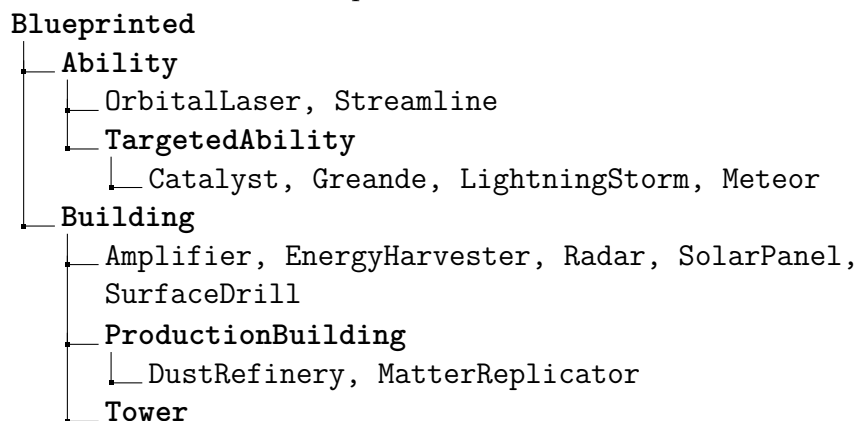 Blueprinted
Ability
OrbitalLaser, Streamline
TargetedAbility
Catalyst, Greande, LightningStorm, Meteor
Building
Amplifier, EnergyHarvester, Radar, SolarPanel,
SurfaceDrill
ProductionBuilding
DustRefinery, MatterReplicator
Tower